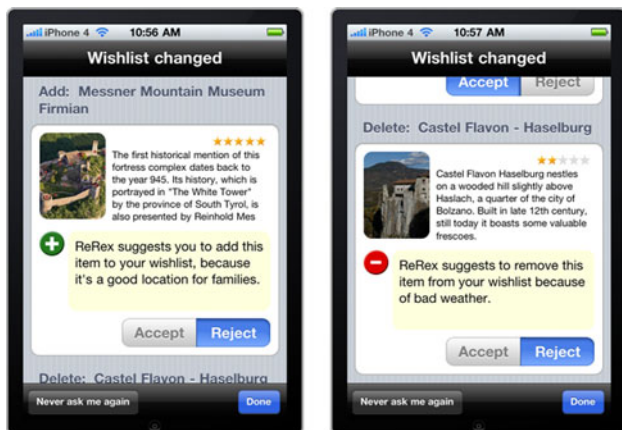 iPhone 4 10:56 AM
Wishlist changed
Add: Messner Mountain Museum
Firmian
The first historical mention of this
fortress complex dates back to
the year 945. Its history, which is
portrayed in "The White Tower"
by the province of South Tyrol, is
also presented by Reinhold Mes
ReRex suggests you to add this
item to your wishlist, because
it's a good location for families.
Accept Reject
Delete: Castel Flavon - Haselburg
Never ask me again Done
iPhone 4 10:57 AM
Wishlist changed
Accept Reject
Delete: Castel Flavon - Haselburg
Castel Flavon Haselburg nestles
on a wooded hill slightly above
Haslach, a quarter of the city of
Bolzano. Built in late 12th century,
still today it boasts some valuable
frescoes.
ReRex suggests to remove this
item from your wishlist because
of bad weather.
Accept Reject
Never ask me again Done